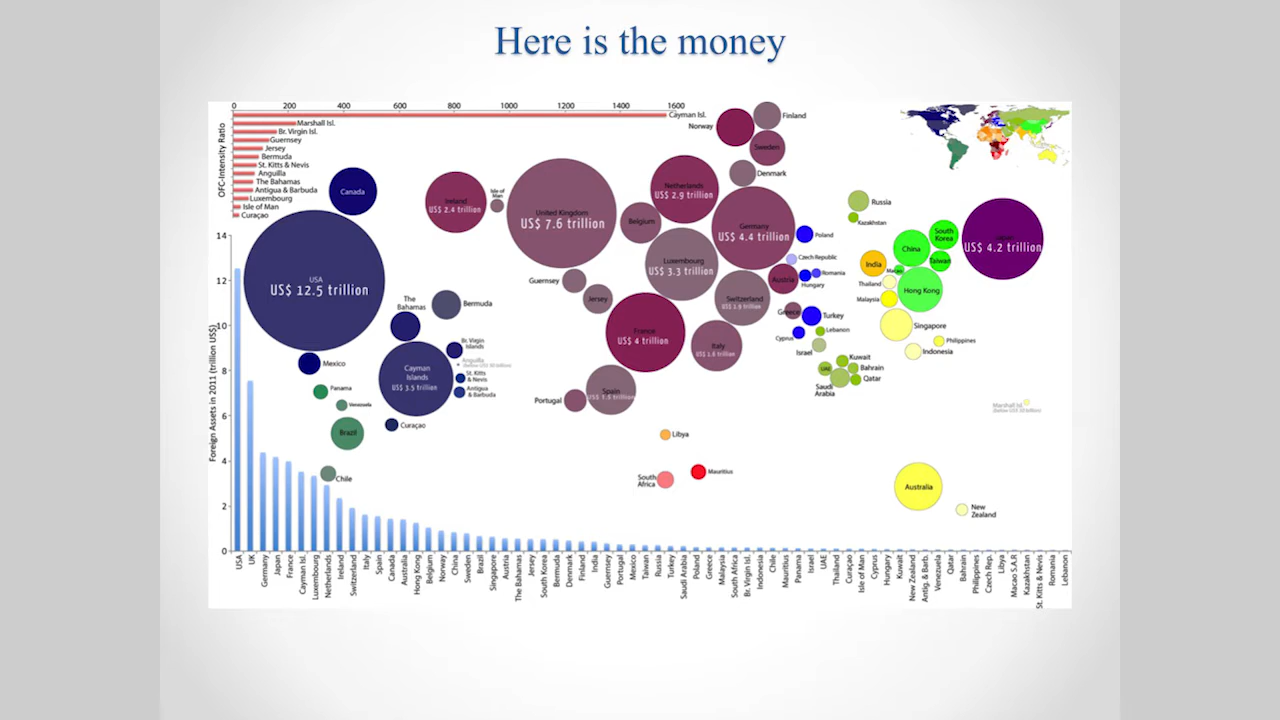 Here is the money
0 200 400 600 800 1000 1200 1400 1600
OFC-Intensity Ratio
Cayman Isl.
Marshall Isl.
Br. Virgin Isl.
Guernsey
Jersey
Bermuda
St. Kitts & Nevis
Anguilla
The Bahamas
Antigua & Barbuda
Luxembourg
Isle of Man
Curaçao
Foreign Assets in 2011 (trillion US$)
14
12
10
8
6
4
2
0
Canada
USA
US$ 12.5 trillion
Mexico
Panama
Venezuela
Brazil
Chile
The
Bahamas
Bermuda
Cayman
Islands
US$ 3.5 trillion
Br. Virgin
Islands
Anguilla
(below US$ 50 billion)
St. Kitts
& Nevis
Antigua
& Barbuda
Curaçao
Ireland
US$ 2.4 trillion
Isle of
Man
United Kingdom
US$ 7.6 trillion
Guernsey
Jersey
Norway
Finland
Sweden
Denmark
Netherlands
US$ 2.9 trillion
Belgium
Germany
US$ 4.4 trillion
Luxembourg
US$ 3.3 trillion
Switzerland
US$ 1.9 trillion
France
US$ 4 trillion
Italy
US$ 1.6 trillion
Spain
US$ 1.5 trillion
Portugal
Poland
Czech Republic
Austria
Romania
Hungary
Greece
Turkey
Cyprus
Lebanon
Israel
Kuwait
UAE
Bahrain
Saudi
Arabia
Qatar
Russia
Kazakhstan
China
South
Korea
Taiwan
US$ 4.2 trillion
India
Macao
Thailand
Hong Kong
Malaysia
Singapore
Philippines
Indonesia
Marshall Isl.
Libya
South
Africa
Mauritius
Australia
New
Zealand
USA
UK
Germany
Japan
France
Cayman Isl.
Luxembourg
Netherlands
Ireland
Switzerland
Italy
Spain
Canada
Australia
Hong Kong
Belgium
Norway
China
Sweden
Brazil
Singapore
Austria
The Bahamas
Jersey
South Korea
Bermuda
Denmark
Finland
India
Guernsey
Portugal
Mexico
Taiwan
Russia
Turkey
Saudi Arabia
Poland
Greece
Malaysia
South Africa
Br. Virgin Isl.
Indonesia
Chile
Mauritius
Panama
Israel
UAE
Thailand
Curaçao
Isle of Man
Cyprus
Hungary
Kuwait
New Zealand
Antig. & Barb.
Venezuela
Qatar
Bahrain
Philippines
Czech Rep.
Libya
Macao S.A.R
Kazakhstan
St. Kitts & Nevis
Romania
Lebanon